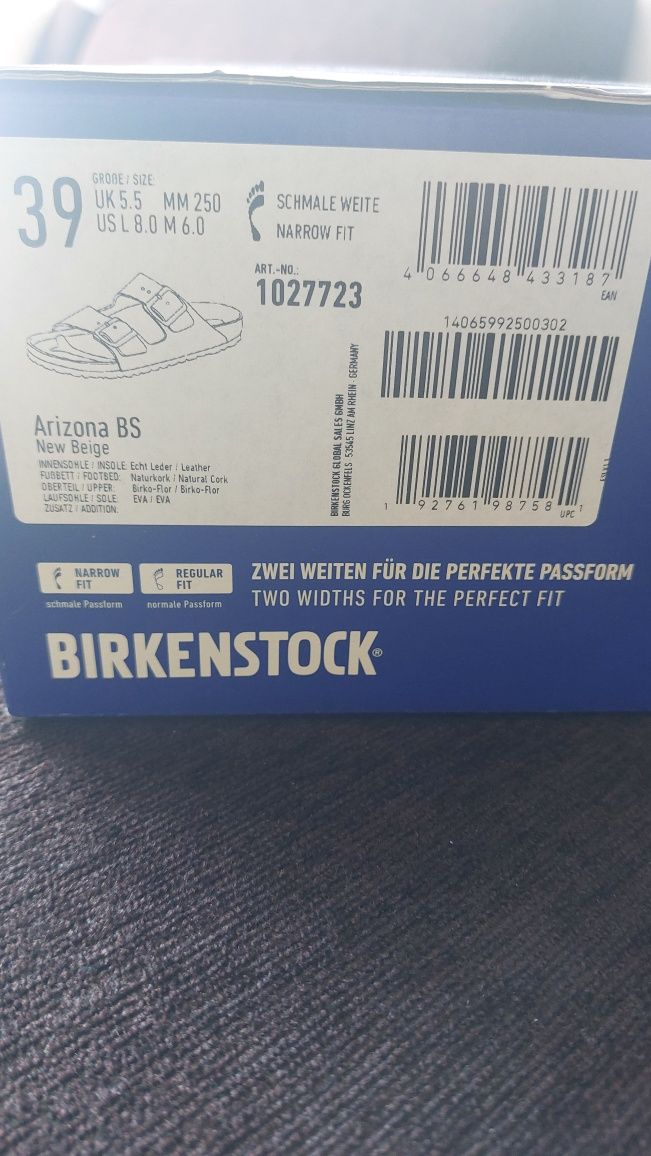 39
GRÖßE / SIZE:
UK 5.5 MM 250
US L 8.0 M 6.0
SCHMALE WEITE
NARROW FIT
ART.-NO.:
1027723
4 066648 433187
EAN
14065992500302
1 92761 98758 1
UPC
BIRKENSTOCK GLOBAL SALES GMBH
BURG OCKENFELS · 53545 LINZ AM RHEIN · GERMANY
Arizona BS
New Beige
INNENSOHLE / INSOLE: Echt Leder / Leather
FUßBETT / FOOTBED: Naturkork / Natural Cork
OBERTEIL / UPPER: Birko-Flor / Birko-Flor
LAUFSOHLE / SOLE: EVA / EVA
ZUSATZ / ADDITION:
NARROW FIT
schmale Passform
REGULAR FIT
normale Passform
ZWEI WEITEN FÜR DIE PERFEKTE PASSFORM
TWO WIDTHS FOR THE PERFECT FIT
BIRKENSTOCK®